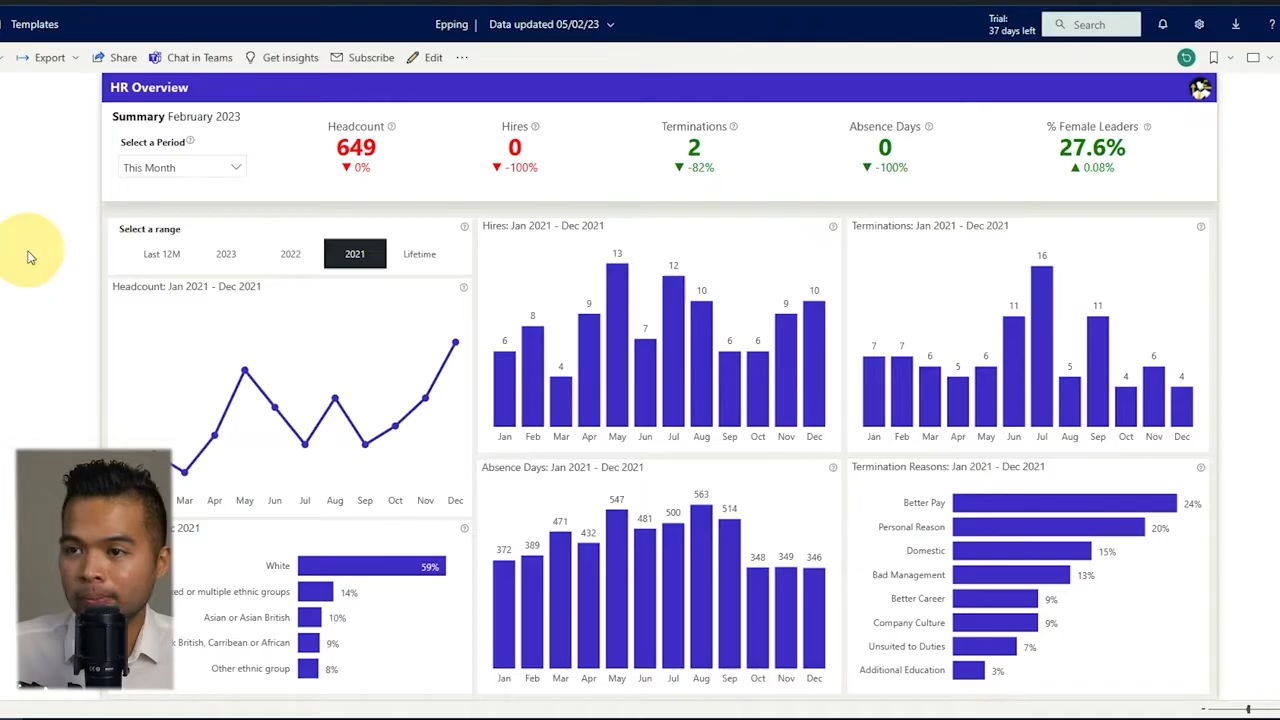 Templates
Epping | Data updated 05/02/23
Trial:
37 days left
Search
?
Export
Share
Chat in Teams
Get insights
Subscribe
Edit
...
HR Overview
Summary February 2023
Select a Period
This Month
Headcount
649
▼ 0%
Hires
0
▼ -100%
Terminations
2
▼ -82%
Absence Days
0
▼ -100%
% Female Leaders
27.6%
▲ 0.08%
Select a range
Last 12M 2023 2022 2021 Lifetime
Headcount: Jan 2021 - Dec 2021
Mar Apr May Jun Jul Aug Sep Oct Nov Dec
Hires: Jan 2021 - Dec 2021
6 8 4 9 13 7 12 10 6 6 9 10
Jan Feb Mar Apr May Jun Jul Aug Sep Oct Nov Dec
Terminations: Jan 2021 - Dec 2021
7 7 6 5 6 11 16 5 11 4 6 4
Jan Feb Mar Apr May Jun Jul Aug Sep Oct Nov Dec
: 2021
White 59%
ed or multiple ethnic groups 14%
Asian or Asian British 10%
British, Carribean or African 9%
Other ethnic group 8%
Absence Days: Jan 2021 - Dec 2021
372 389 471 432 547 481 500 563 514 348 349 346
Jan Feb Mar Apr May Jun Jul Aug Sep Oct Nov Dec
Termination Reasons: Jan 2021 - Dec 2021
Better Pay 24%
Personal Reason 20%
Domestic 15%
Bad Management 13%
Better Career 9%
Company Culture 9%
Unsuited to Duties 7%
Additional Education 3%